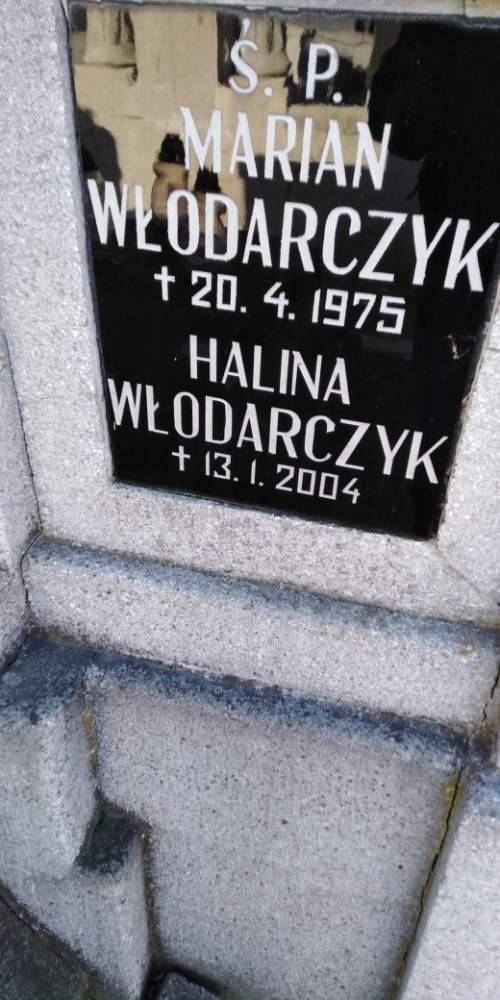 Ś. P.
MARIAN
WŁODARCZYK
† 20. 4. 1975
HALINA
WŁODARCZYK
† 13. 1. 2004